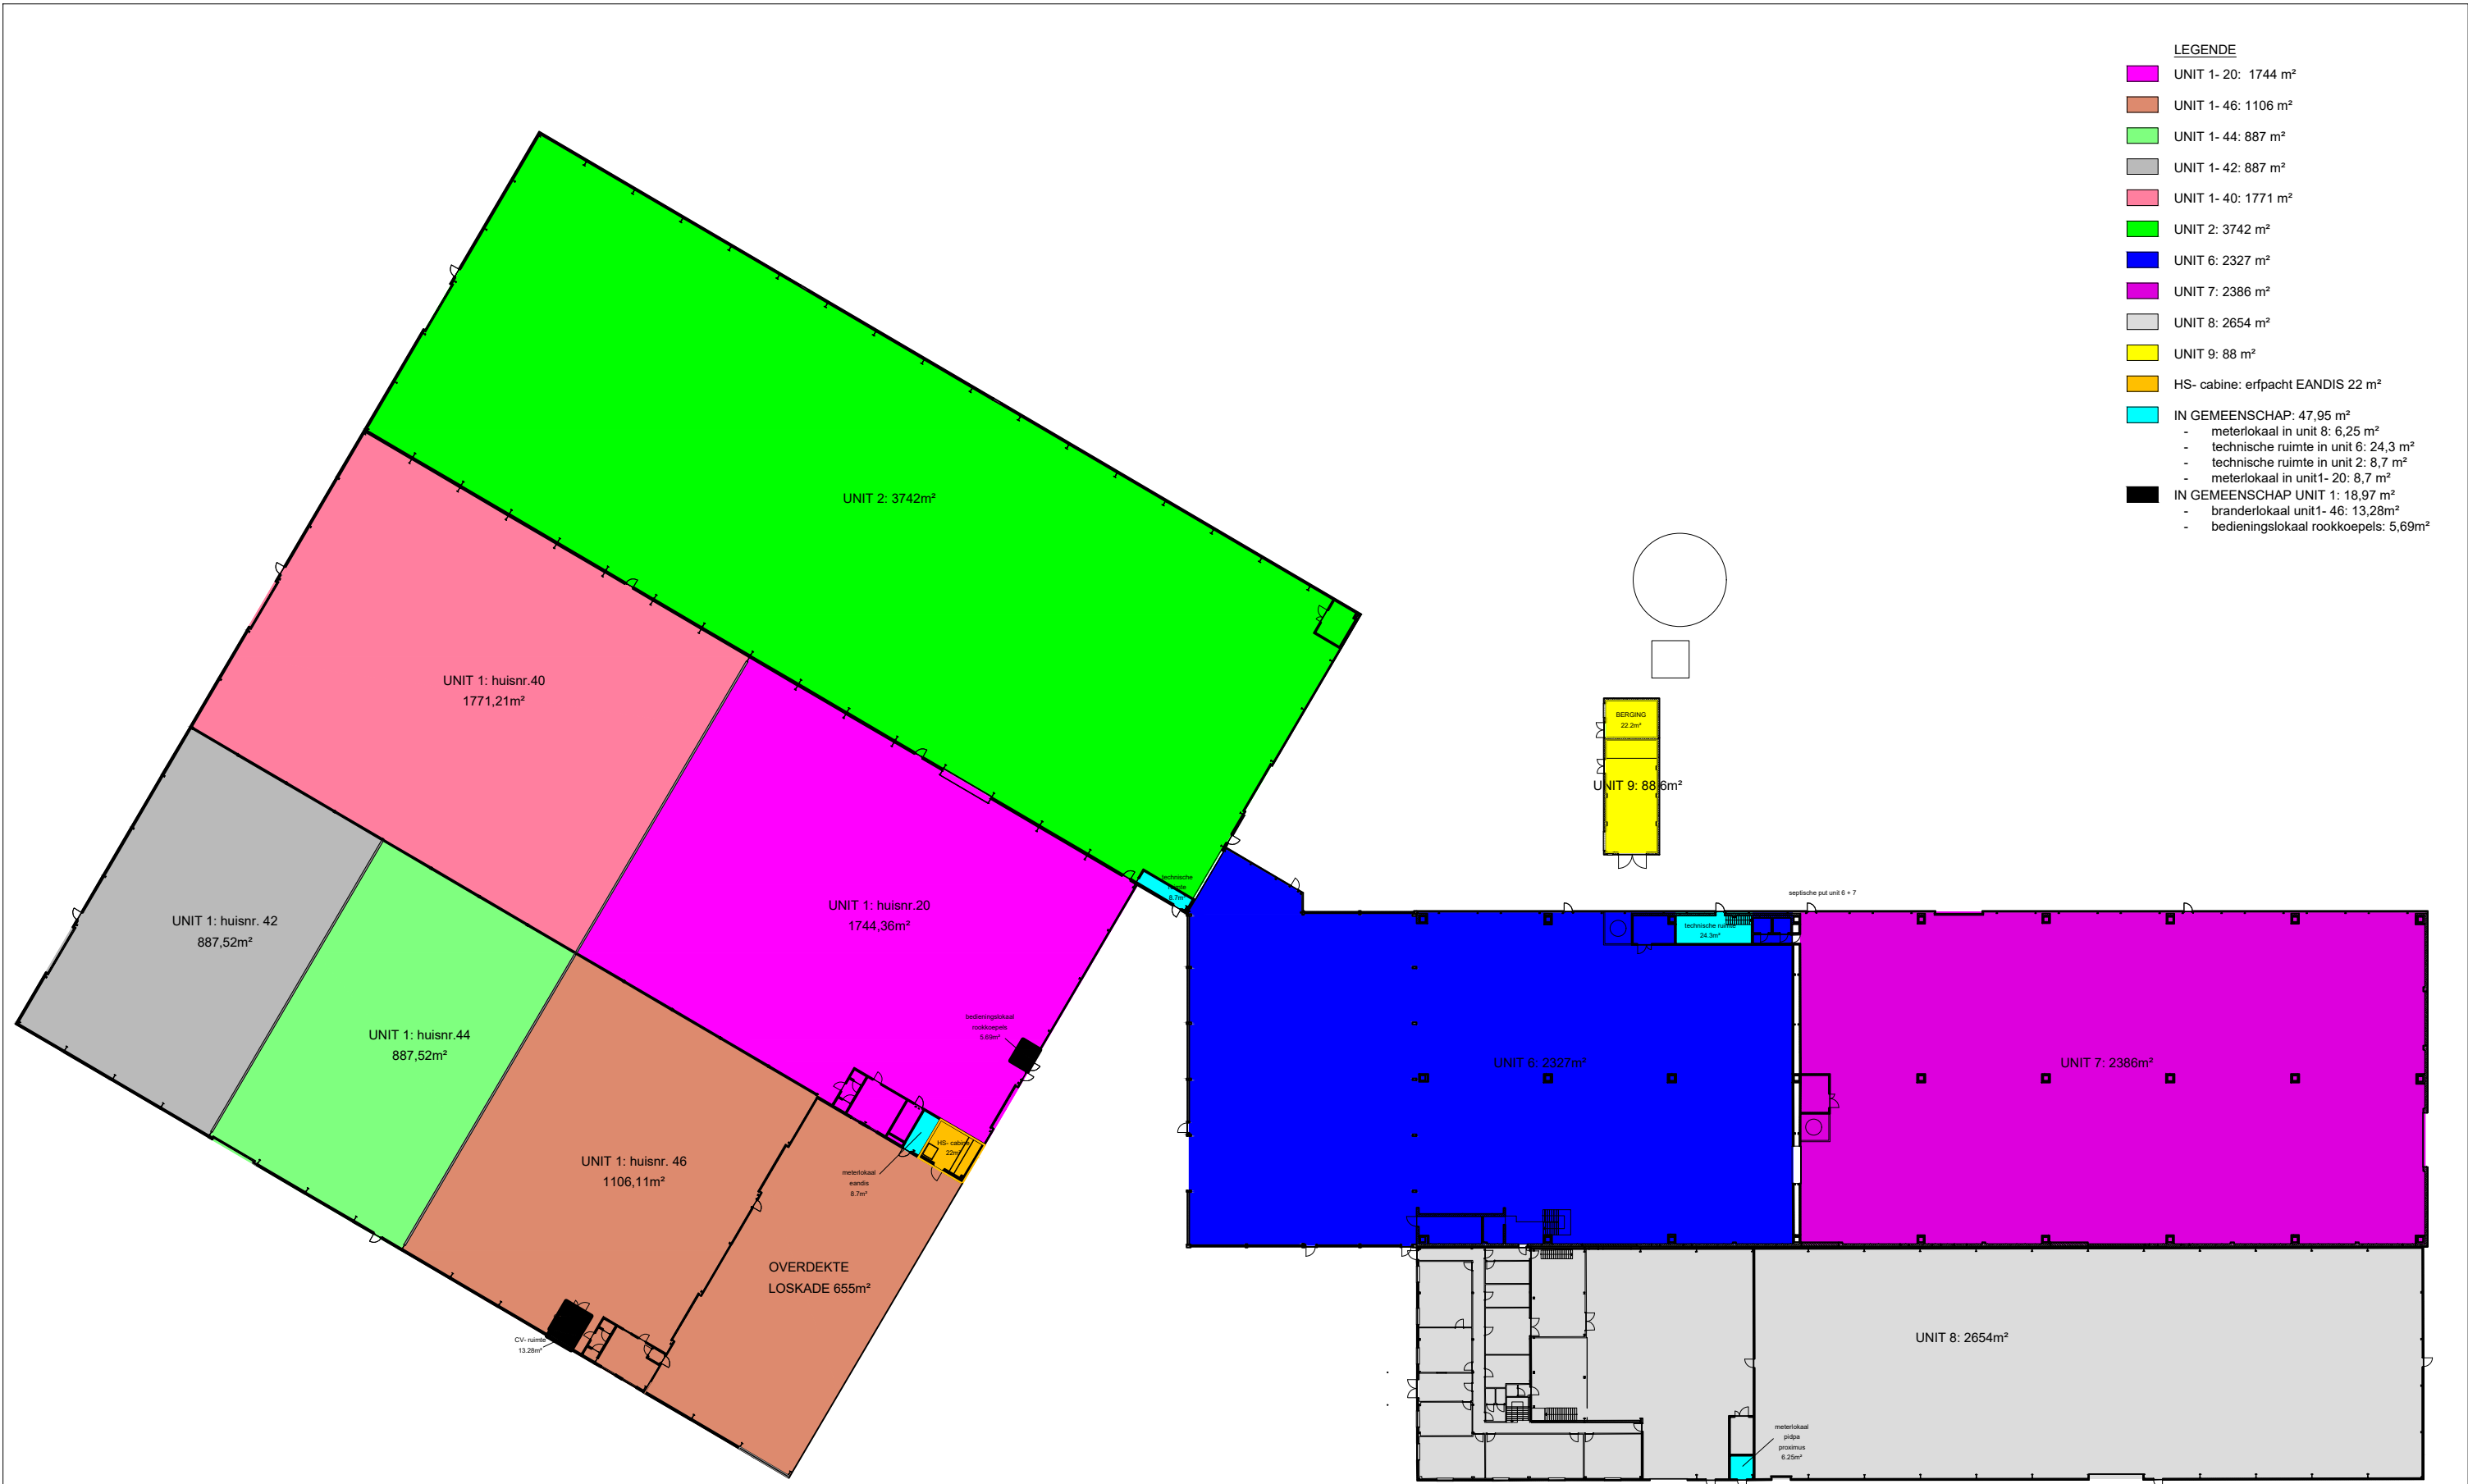 LEGENDE
UNIT 1- 20: 1744 m²
UNIT 1- 46: 1106 m²
UNIT 1- 44: 887 m²
UNIT 1- 42: 887 m²
UNIT 1- 40: 1771 m²
UNIT 2: 3742 m²
UNIT 6: 2327 m²
UNIT 7: 2386 m²
UNIT 8: 2654 m²
UNIT 9: 88 m²
HS- cabine: erfpacht EANDIS 22 m²
IN GEMEENSCHAP: 47,95 m²
- meterlokaal in unit 8: 6,25 m²
- technische ruimte in unit 6: 24,3 m²
- technische ruimte in unit 2: 8,7 m²
- meterlokaal in unit1- 20: 8,7 m²
IN GEMEENSCHAP UNIT 1: 18,97 m²
- branderlokaal unit1- 46: 13,28m²
- bedieningslokaal rookkoepels: 5,69m²
UNIT 2: 3742m²
UNIT 1: huisnr.40
1771,21m²
BERGING
22.2m²
UNIT 9: 88.6m²
technische
ruimte
8.7m²
septische put unit 6 + 7
UNIT 1: huisnr.20
1744,36m²
UNIT 1: huisnr. 42
887,52m²
technische ruimte
24.3m²
bedieningslokaal
rookkoepels
5.69m²
UNIT 1: huisnr.44
887,52m²
UNIT 6: 2327m²
UNIT 7: 2386m²
HS- cabine
22m²
UNIT 1: huisnr. 46
1106,11m²
meterlokaal
eandis
8.7m²
OVERDEKTE
LOSKADE 655m²
CV- ruimte
13.28m²
UNIT 8: 2654m²
meterlokaal
pidpa
proximus
6.25m²